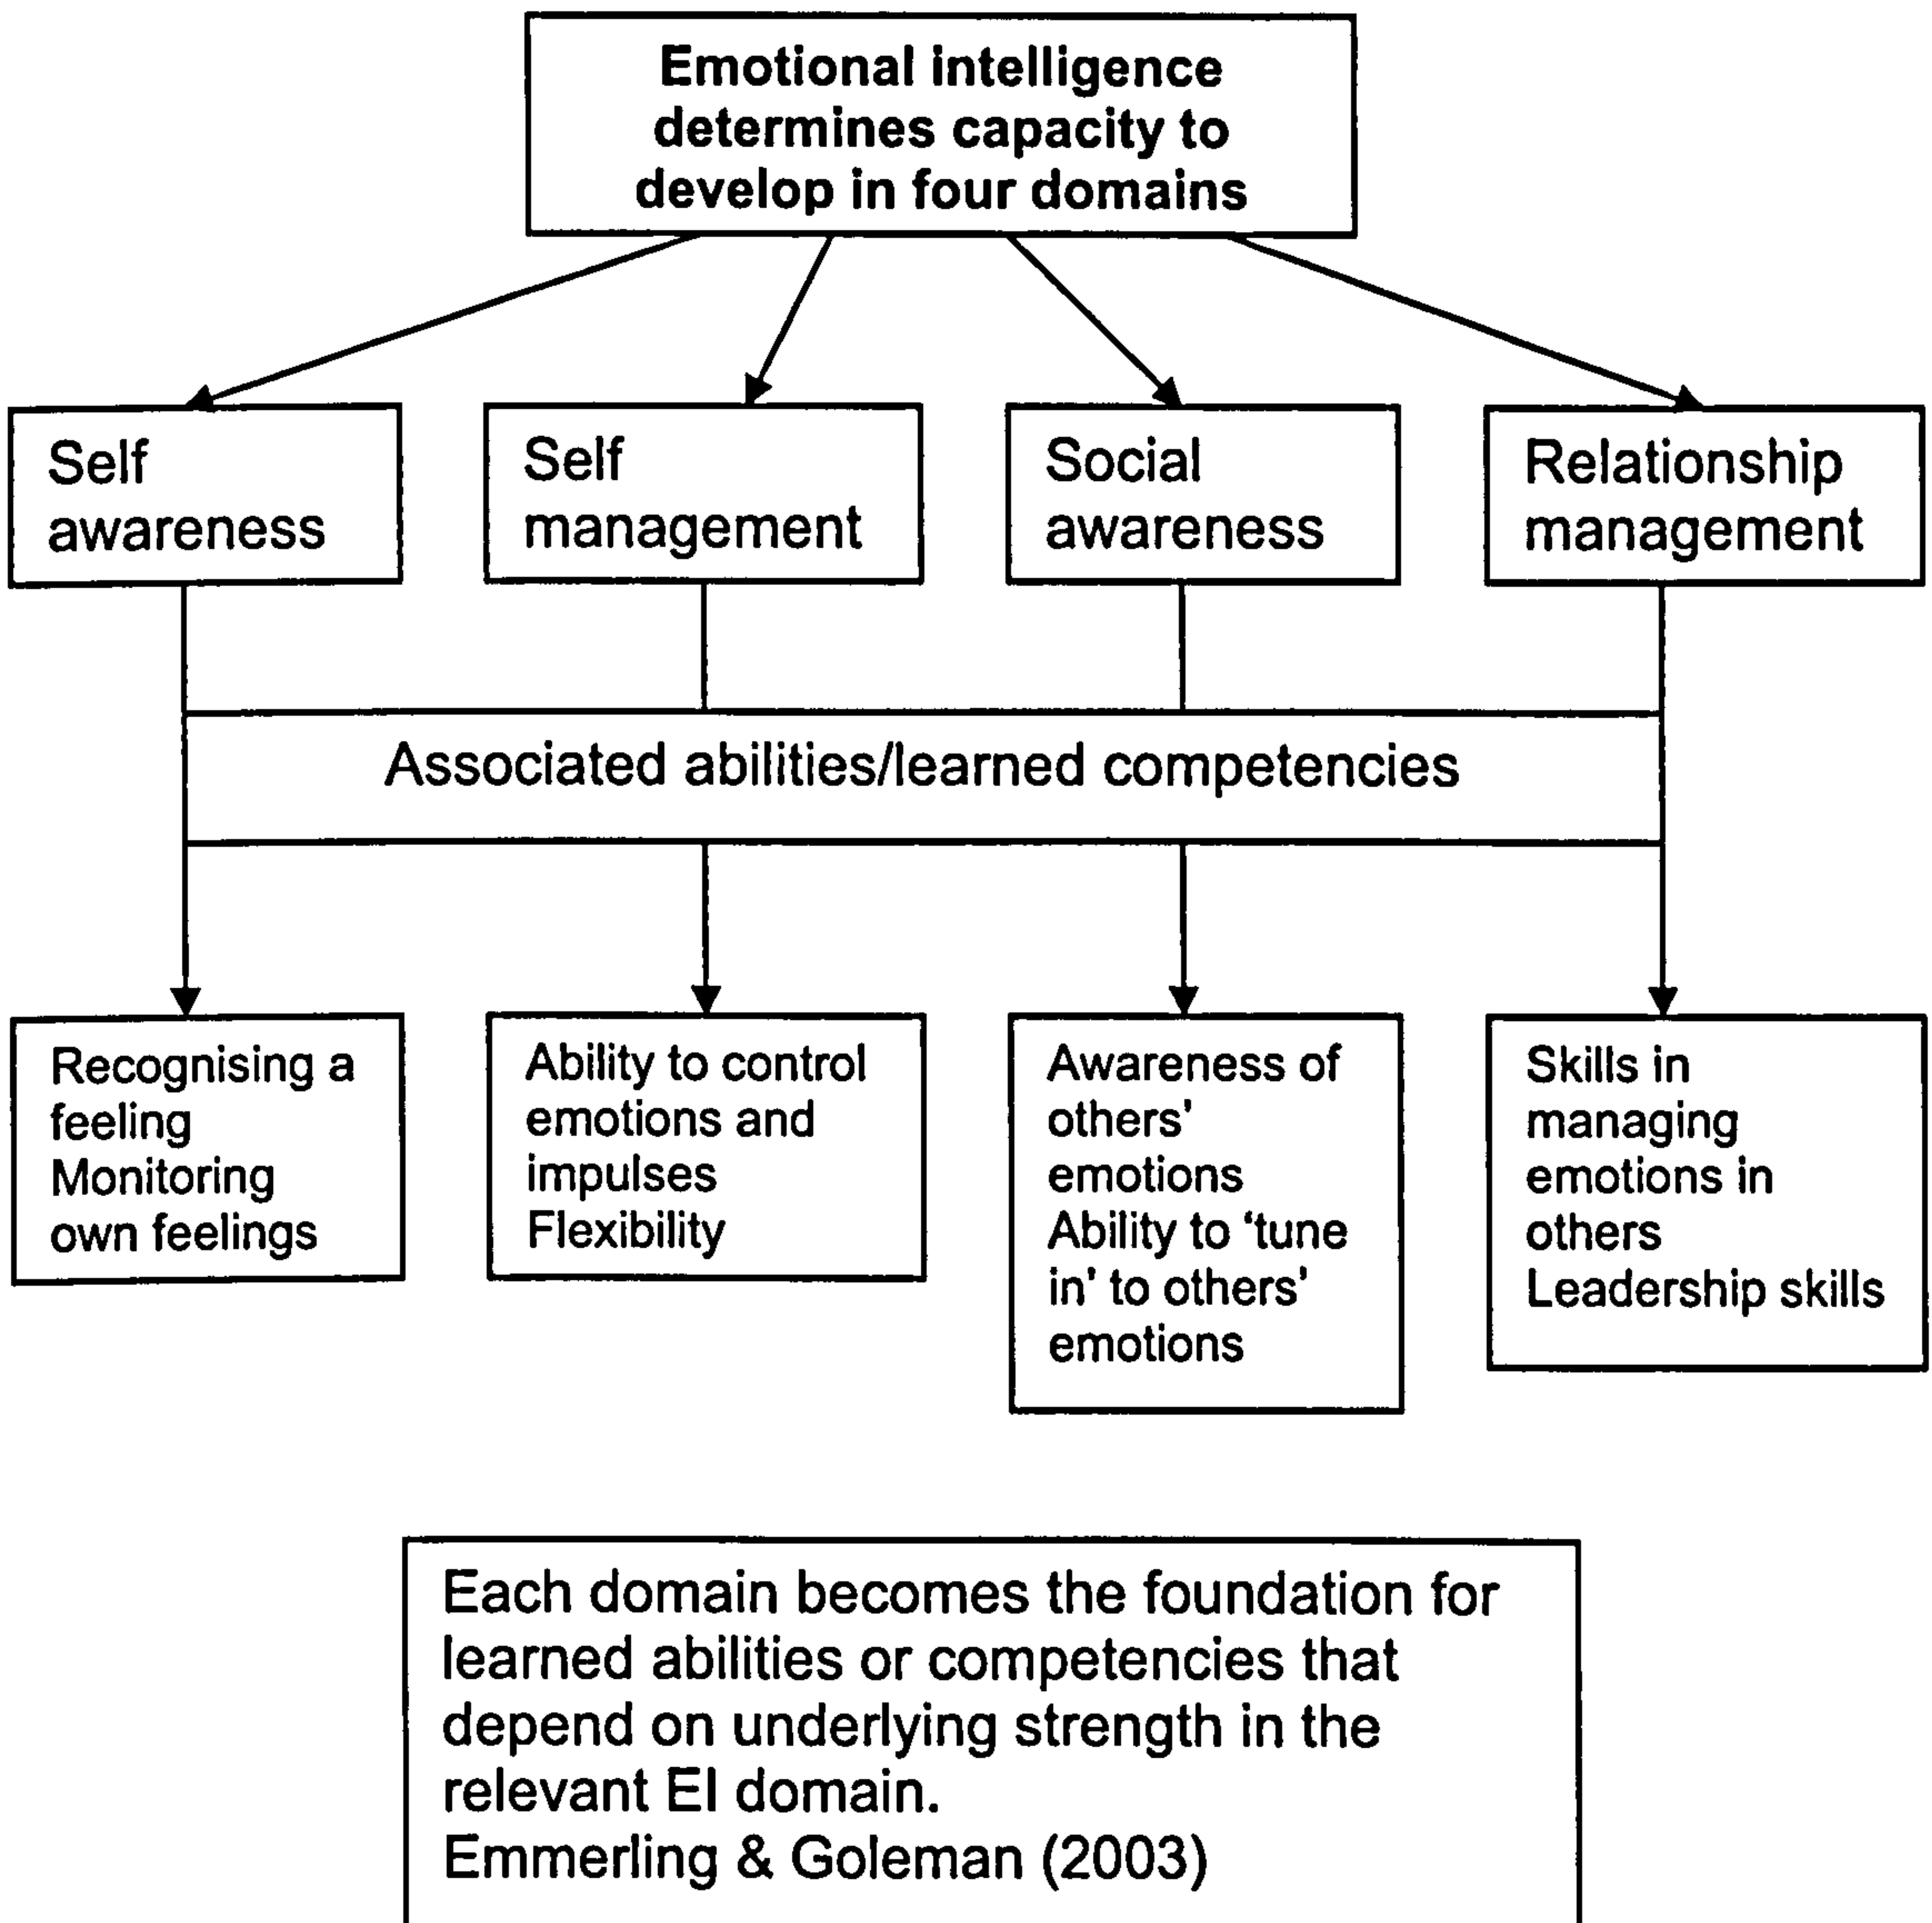 Emotional intelligence
determines capacity to
develop in four domains
Self
awareness
Self
management
Social
awareness
Relationship
management
Associated abilities/learned competencies
Recognising a
feeling
Monitoring
own feelings
Ability to control
emotions and
impulses
Flexibility
Awareness of
others’
emotions
Ability to ‘tune
in’ to others’
emotions
Skills in
managing
emotions in
others
Leadership skills
Each domain becomes the foundation for
learned abilities or competencies that
depend on underlying strength in the
relevant EI domain.
Emmerling & Goleman (2003)